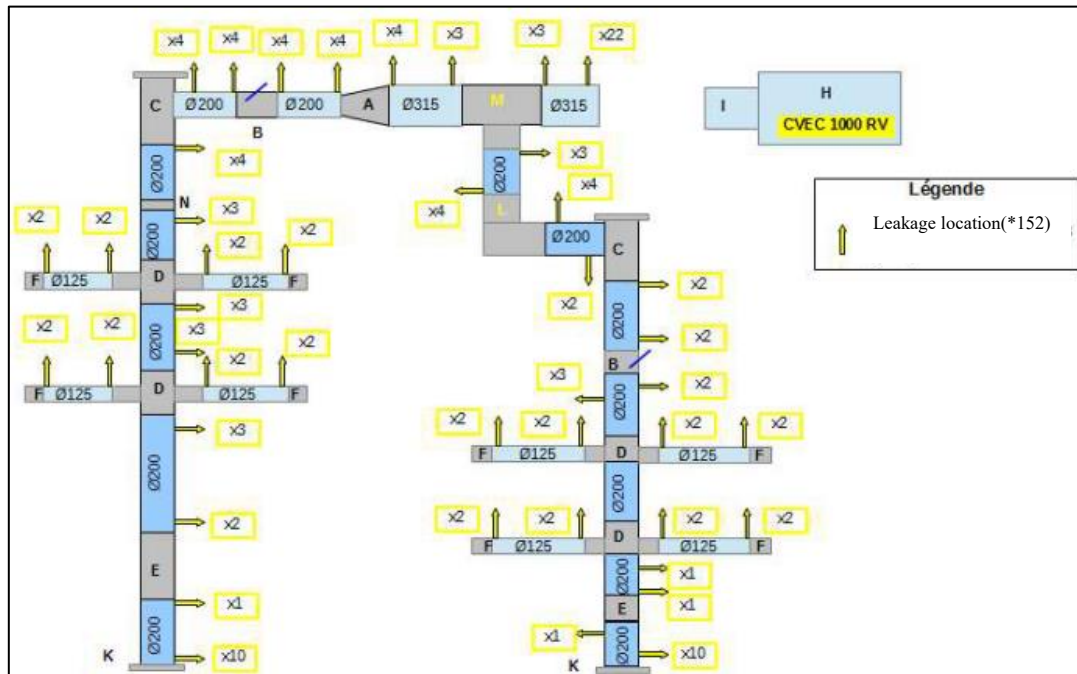 x4 x4 x4 x4 x4 x3 x3 x22
C Ø200 Ø200 A Ø315 M Ø315
B
I H
CVEC 1000 RV
Ø200
x4
Ø200
x3
x4
x4
L
Légende
Leakage location(*152)
N
x3
Ø200
x2 x2 x2 x2
Ø200
C
F Ø125 D Ø125 F
x2
x2
Ø200
x3
x2 x2 x3 x2
Ø200
x2
x2
B
F Ø125 D Ø125 F
x3
x2
Ø200
x3
x2 x2 x2 x2
Ø200
F Ø125 D Ø125 F
Ø200
x2
x2 x2 x2 x2
E
F Ø125 D Ø125 F
Ø200
x1
x1
x1
E
Ø200
x1
Ø200
K x10
x10
K